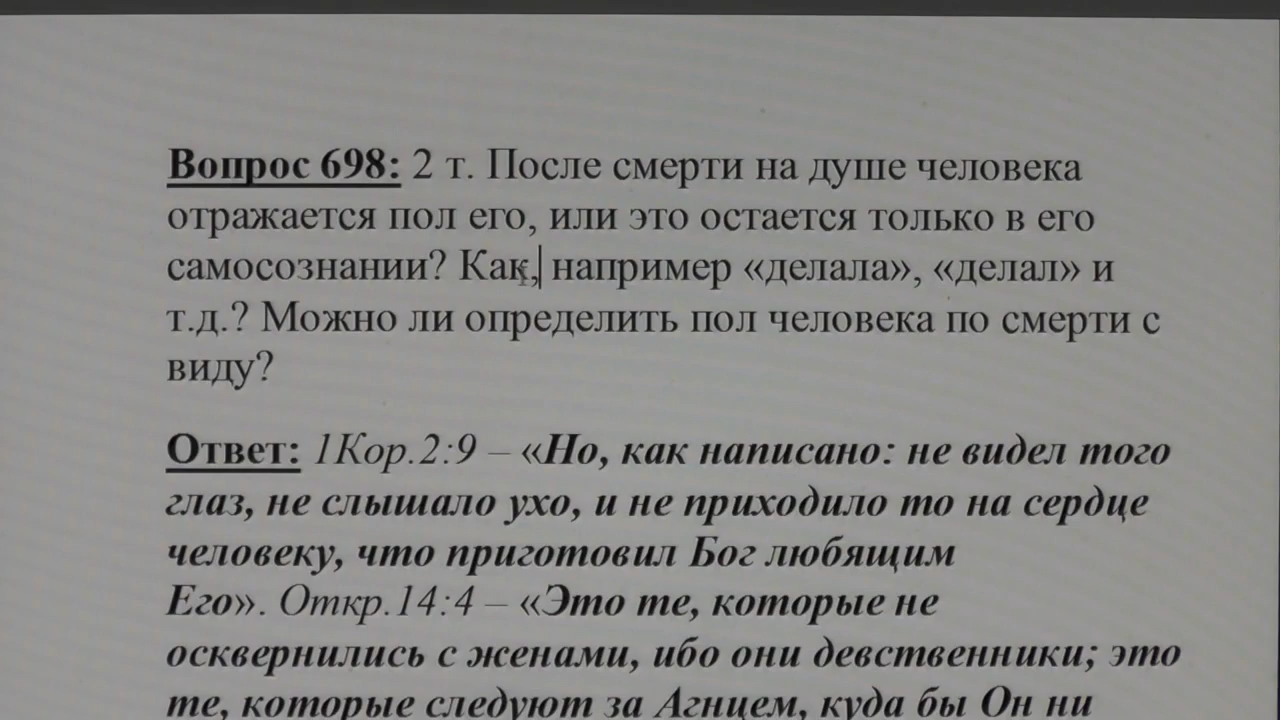 Вопрос 698: 2 т. После смерти на душе человека
отражается пол его, или это остается только в его
самосознании? Как, например «делала», «делал» и
т.д.? Можно ли определить пол человека по смерти с
виду?
Ответ: 1Кор.2:9 – «Но, как написано: не видел того
глаз, не слышало ухо, и не приходило то на сердце
человеку, что приготовил Бог любящим
Его». Откр.14:4 – «Это те, которые не
осквернились с женами, ибо они девственники; это
те, которые следуют за Агнцем, куда бы Он ни